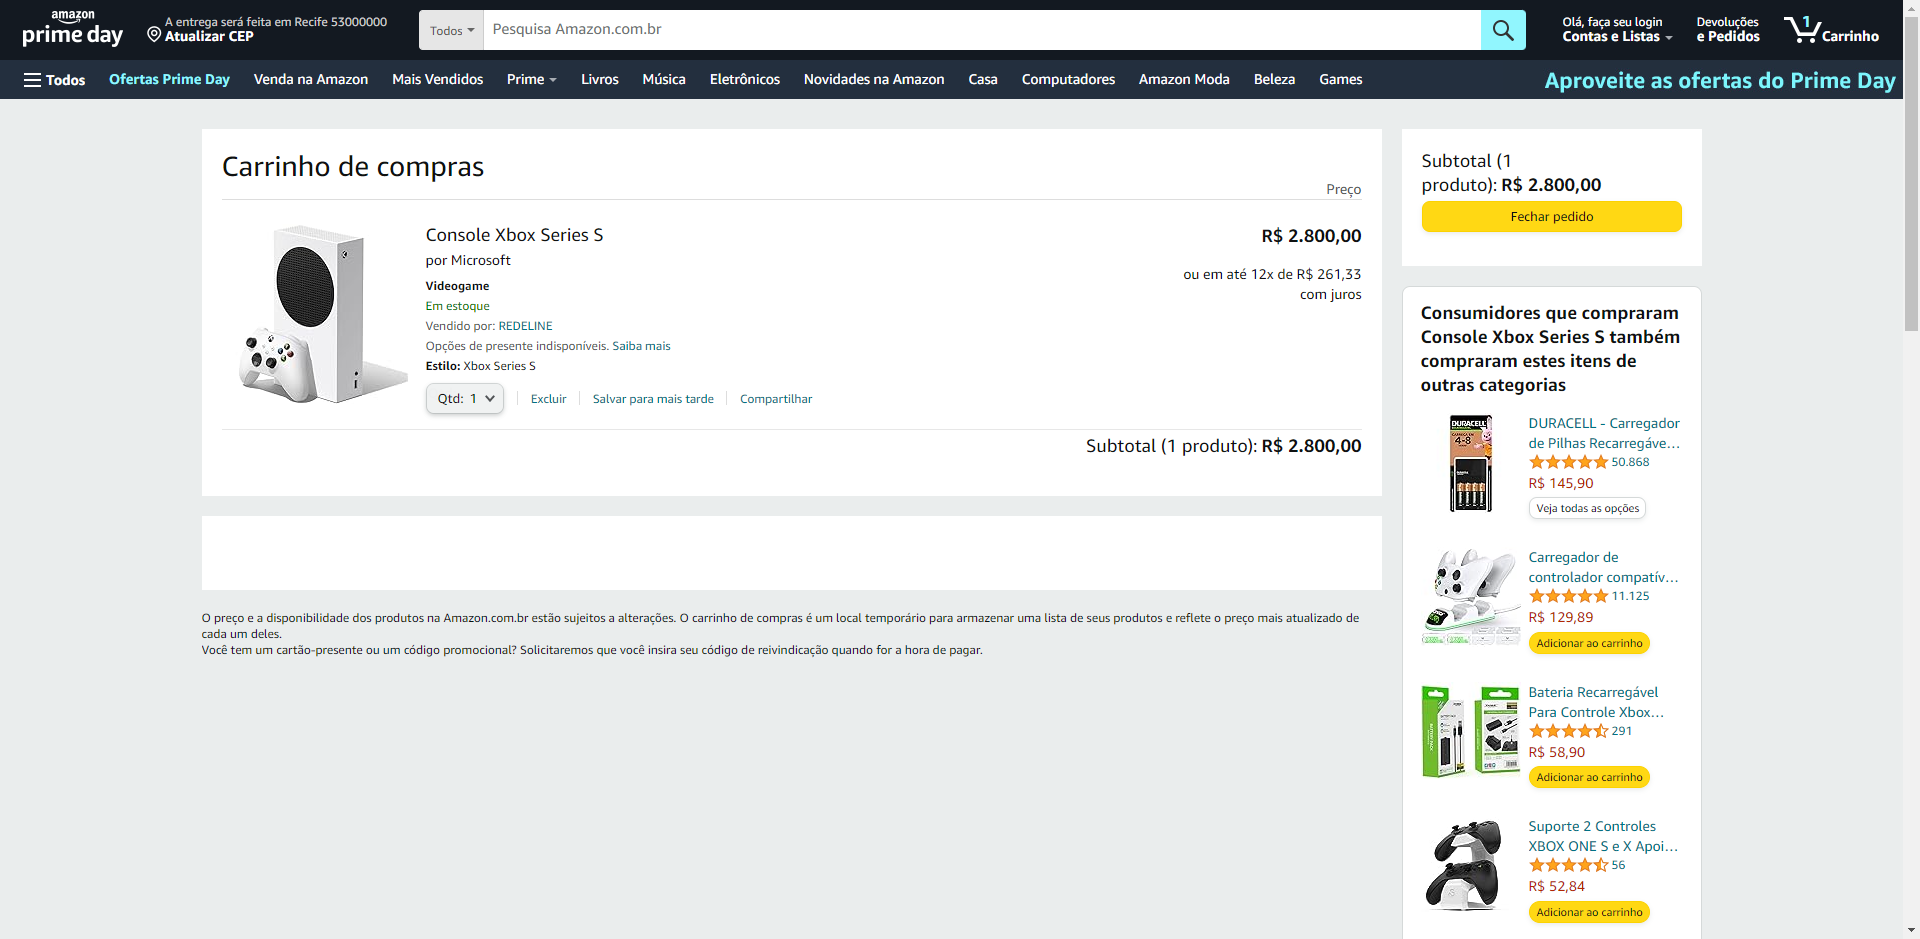 amazon
prime day
A entrega será feita em Recife 53000000
Atualizar CEP
Todos
Pesquisa Amazon.com.br
Olá, faça seu login
Contas e Listas
Devoluções
e Pedidos
1
Carrinho
Todos
Ofertas Prime Day
Venda na Amazon
Mais Vendidos
Prime
Livros
Música
Eletrônicos
Novidades na Amazon
Casa
Computadores
Amazon Moda
Beleza
Games
Aproveite as ofertas do Prime Day
Carrinho de compras
Preço
Console Xbox Series S
R$ 2.800,00
por Microsoft
ou em até 12x de R$ 261,33
com juros
Videogame
Em estoque
Vendido por: REDELINE
Opções de presente indisponíveis. Saiba mais
Estilo: Xbox Series S
Qtd: 1
Excluir
Salvar para mais tarde
Compartilhar
Subtotal (1 produto): R$ 2.800,00
O preço e a disponibilidade dos produtos na Amazon.com.br estão sujeitos a alterações. O carrinho de compras é um local temporário para armazenar uma lista de seus produtos e reflete o preço mais atualizado de
cada um deles.
Você tem um cartão-presente ou um código promocional? Solicitaremos que você insira seu código de reivindicação quando for a hora de pagar.
Subtotal (1
produto): R$ 2.800,00
Fechar pedido
Consumidores que compraram
Console Xbox Series S também
compraram estes itens de
outras categorias
DURACELL
4-8
DURACELL - Carregador
de Pilhas Recarregáve...
50.868
R$ 145,90
Veja todas as opções
Carregador de
controlador compatív...
11.125
R$ 129,89
Adicionar ao carrinho
Bateria Recarregável
Para Controle Xbox...
291
R$ 58,90
Adicionar ao carrinho
Suporte 2 Controles
XBOX ONE S e X Apoi...
56
R$ 52,84
Adicionar ao carrinho